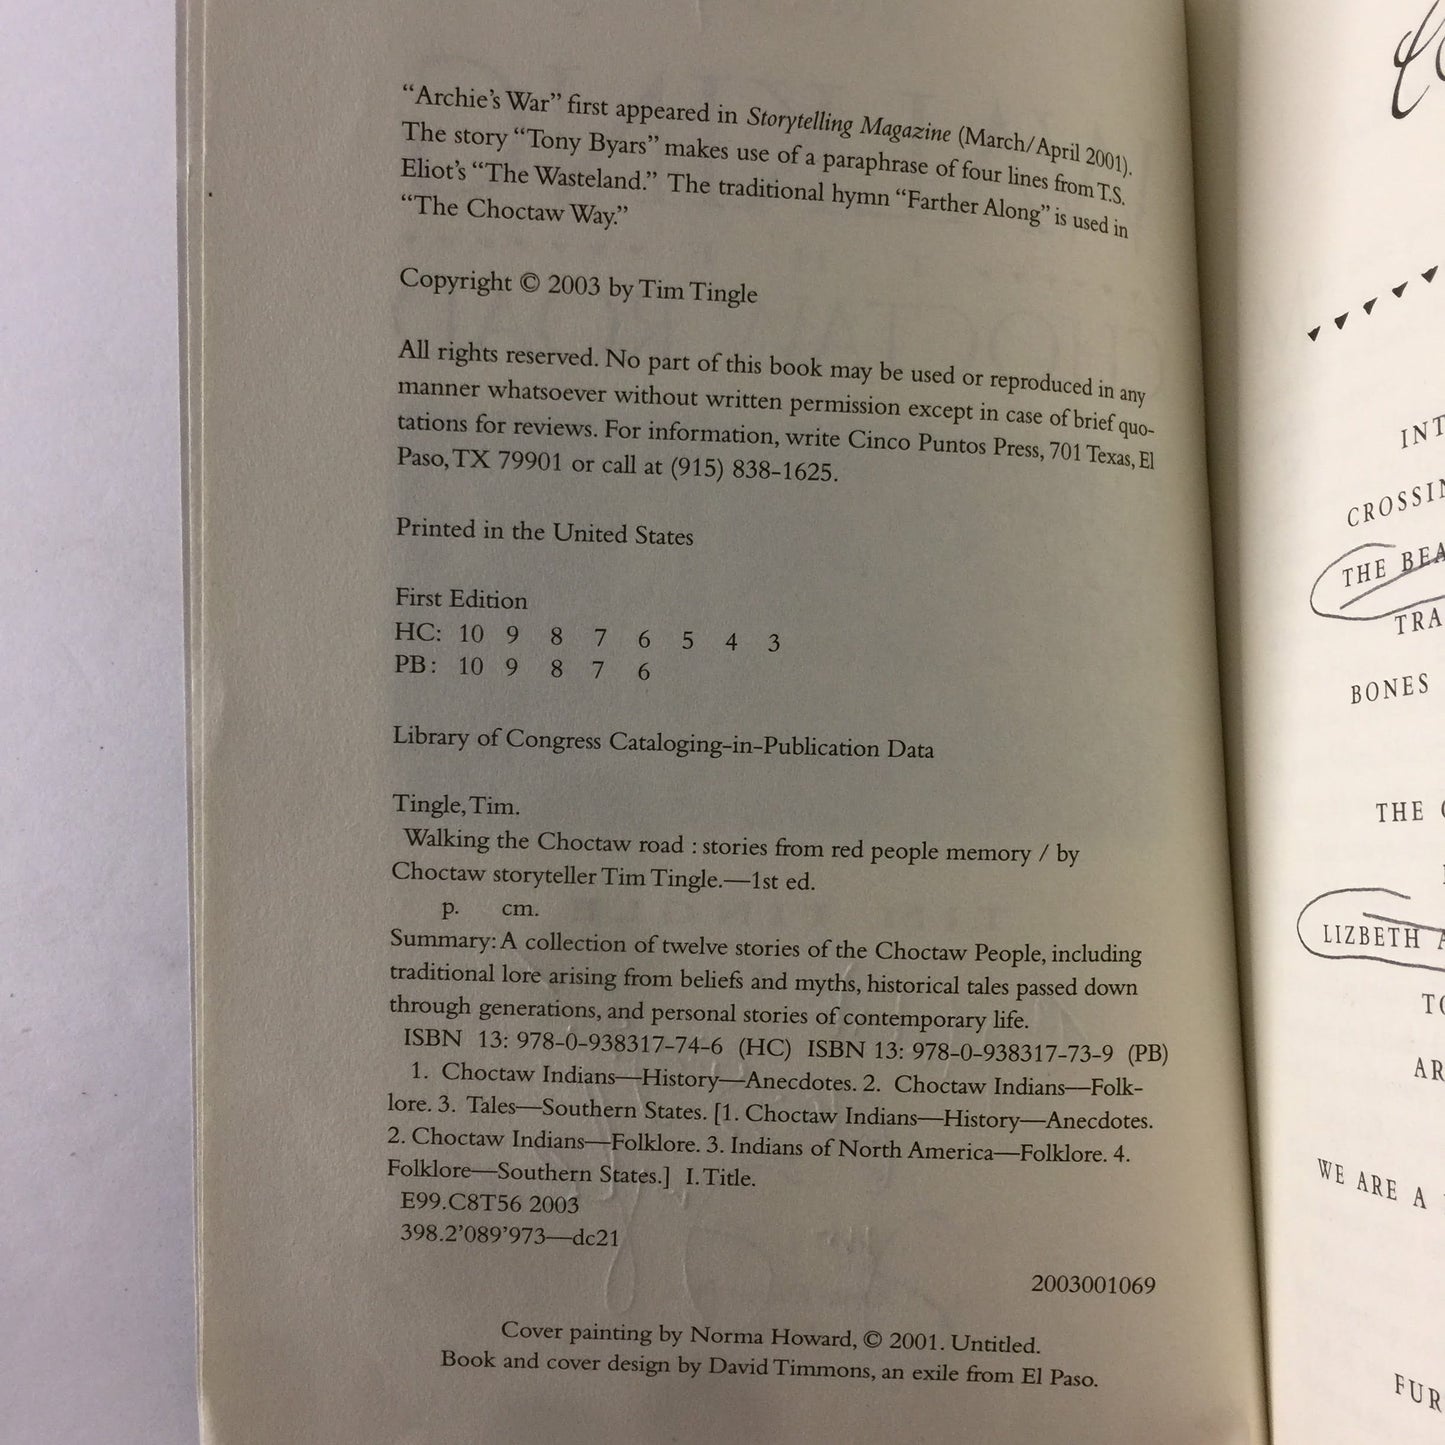 “Archie’s War” first appeared in Storytelling Magazine (March/April 2001).
The story “Tony Byars” makes use of a paraphrase of four lines from T.S.
Eliot’s “The Wasteland.” The traditional hymn “Farther Along” is used in
“The Choctaw Way.”
Copyright © 2003 by Tim Tingle
All rights reserved. No part of this book may be used or reproduced in any
manner whatsoever without written permission except in case of brief quo-
tations for reviews. For information, write Cinco Puntos Press, 701 Texas, El
Paso, TX 79901 or call at (915) 838-1625.
Printed in the United States
First Edition
HC: 10 9 8 7 6 5 4 3
PB: 10 9 8 7 6
Library of Congress Cataloging-in-Publication Data
Tingle, Tim.
Walking the Choctaw road : stories from red people memory / by
Choctaw storyteller Tim Tingle.—1st ed.
p. cm.
Summary: A collection of twelve stories of the Choctaw People, including
traditional lore arising from beliefs and myths, historical tales passed down
through generations, and personal stories of contemporary life.
ISBN 13: 978-0-938317-74-6 (HC) ISBN 13: 978-0-938317-73-9 (PB)
1. Choctaw Indians—History—Anecdotes. 2. Choctaw Indians—Folk-
lore. 3. Tales—Southern States. [1. Choctaw Indians—History—Anecdotes.
2. Choctaw Indians—Folklore. 3. Indians of North America—Folklore. 4.
Folklore—Southern States.] I. Title.
E99.C8T56 2003
398.2’089’973—dc21
2003001069
Cover painting by Norma Howard, © 2001. Untitled.
Book and cover design by David Timmons, an exile from El Paso.
INT
CROSSIN
THE BEA
TRA
BONES
THE
LIZBETH A
TO
AR
WE ARE A
FUR